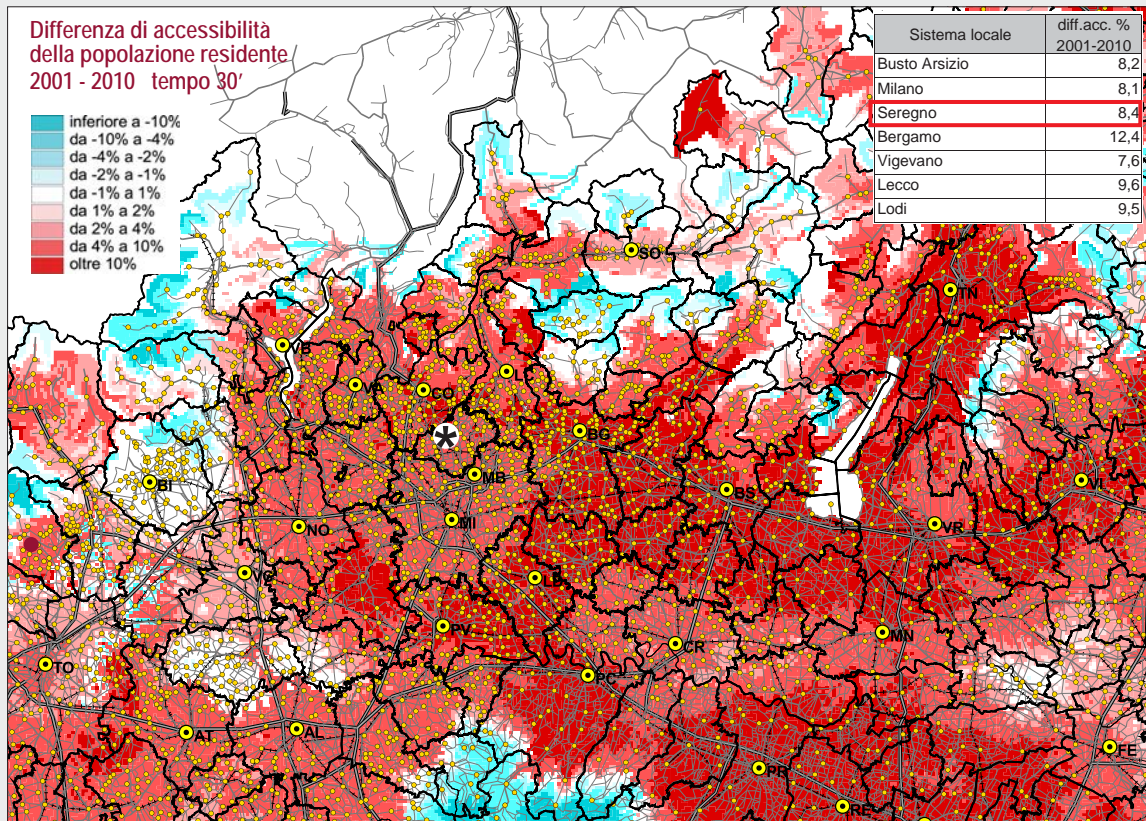 Differenza di accessibilità
della popolazione residente
2001 - 2010 tempo 30'
inferiore a -10%
da -10% a -4%
da -4% a -2%
da -2% a -1%
da -1% a 1%
da 1% a 2%
da 2% a 4%
da 4% a 10%
oltre 10%
Sistema locale diff.acc. % 2001-2010
Busto Arsizio 8,2
Milano 8,1
Seregno 8,4
Bergamo 12,4
Vigevano 7,6
Lecco 9,6
Lodi 9,5
SO
TN
VB
VA
CO
BG
*
MB
BI
BS
VI
MI
NO
VR
VC
PV
MN
CR
TO
PC
AT
AL
FE
PR
RE